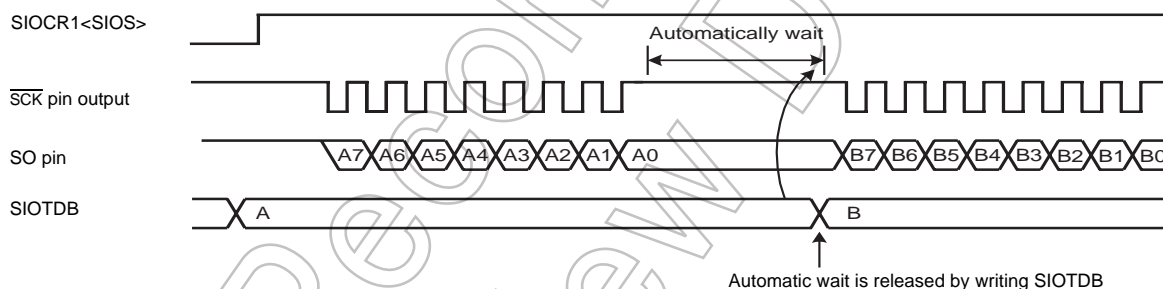 SIOCR1<SIOS>
Automatically wait
SCK pin output
SO pin
A7 A6 A5 A4 A3 A2 A1 A0 B7 B6 B5 B4 B3 B2 B1 B0
SIOTDB
A B
Automatic wait is released by writing SIOTDB